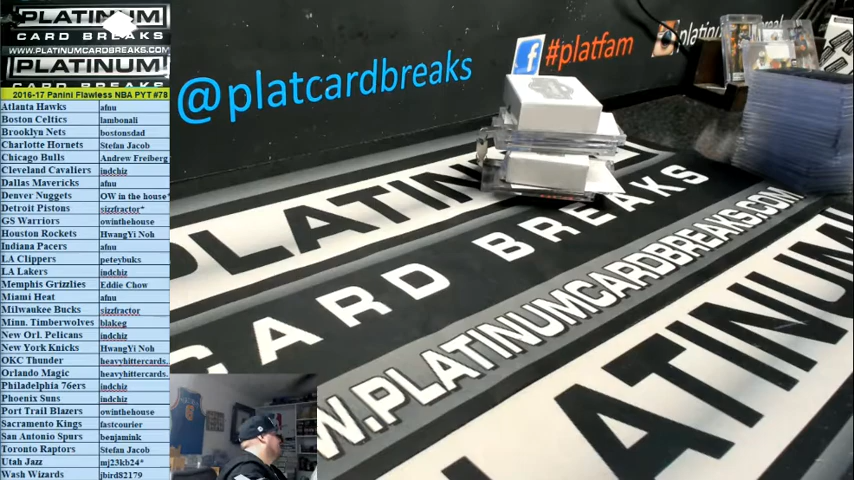 PLATINUM
CARD BREAKS
WWW.PLATINUMCARDBREAKS.COM
PLATINUM
CARD BREAKS
2016-17 Panini Flawless NBA PYT #78
Atlanta Hawks afnu
Boston Celtics lambonali
Brooklyn Nets bostonsdad
Charlotte Hornets Stefan Jacob
Chicago Bulls Andrew Freiberg
Cleveland Cavaliers indchiz
Dallas Mavericks afnu
Denver Nuggets OW in the house*
Detroit Pistons sizzfractor*
GS Warriors owinthehouse
Houston Rockets HwangYi Noh
Indiana Pacers afnu
LA Clippers peteybuks
LA Lakers indchiz
Memphis Grizzlies Eddie Chow
Miami Heat afnu
Milwaukee Bucks sizzfractor
Minn. Timberwolves blakeg
New Orl. Pelicans indchiz
New York Knicks HwangYi Noh
OKC Thunder heavyhittercards.
Orlando Magic heavyhittercards.
Philadelphia 76ers indchiz
Phoenix Suns indchiz
Port Trail Blazers owinthehouse
Sacramento Kings fastcourier
San Antonio Spurs benjamink
Toronto Raptors Stefan Jacob
Utah Jazz mj23kb24*
Wash Wizards jbird82179
@platcardbreaks
f #platfam
PLATINUM
CARD BREAKS
WWW.PLATINUMCARDBREAKS.COM
PLATINUM